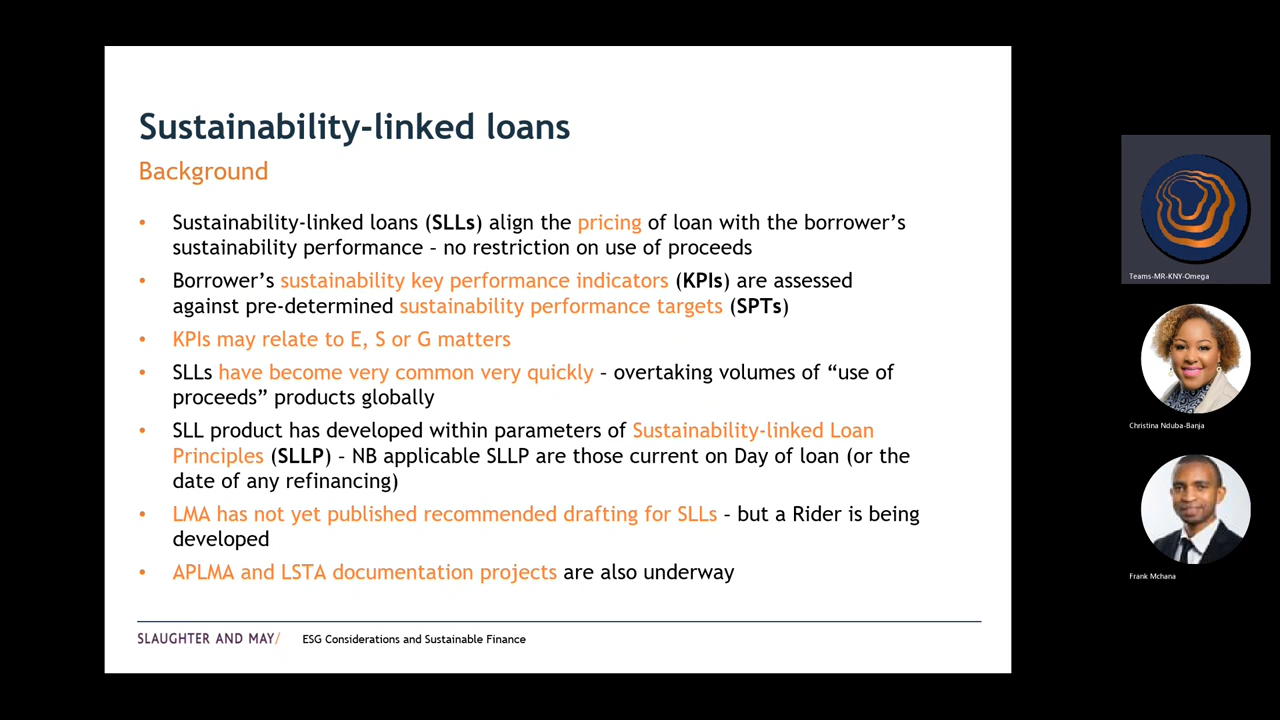 Sustainability-linked loans
Background
• Sustainability-linked loans (SLLs) align the pricing of loan with the borrower’s
sustainability performance – no restriction on use of proceeds
• Borrower’s sustainability key performance indicators (KPIs) are assessed
against pre-determined sustainability performance targets (SPTs)
• KPIs may relate to E, S or G matters
• SLLs have become very common very quickly – overtaking volumes of “use of
proceeds” products globally
• SLL product has developed within parameters of Sustainability-linked Loan
Principles (SLLP) – NB applicable SLLP are those current on Day of loan (or the
date of any refinancing)
• LMA has not yet published recommended drafting for SLLs – but a Rider is being
developed
• APLMA and LSTA documentation projects are also underway
SLAUGHTER AND MAY/
ESG Considerations and Sustainable Finance
Teams-MR-KNY-Omega
Christina Nduba-Banja
Frank Mchana